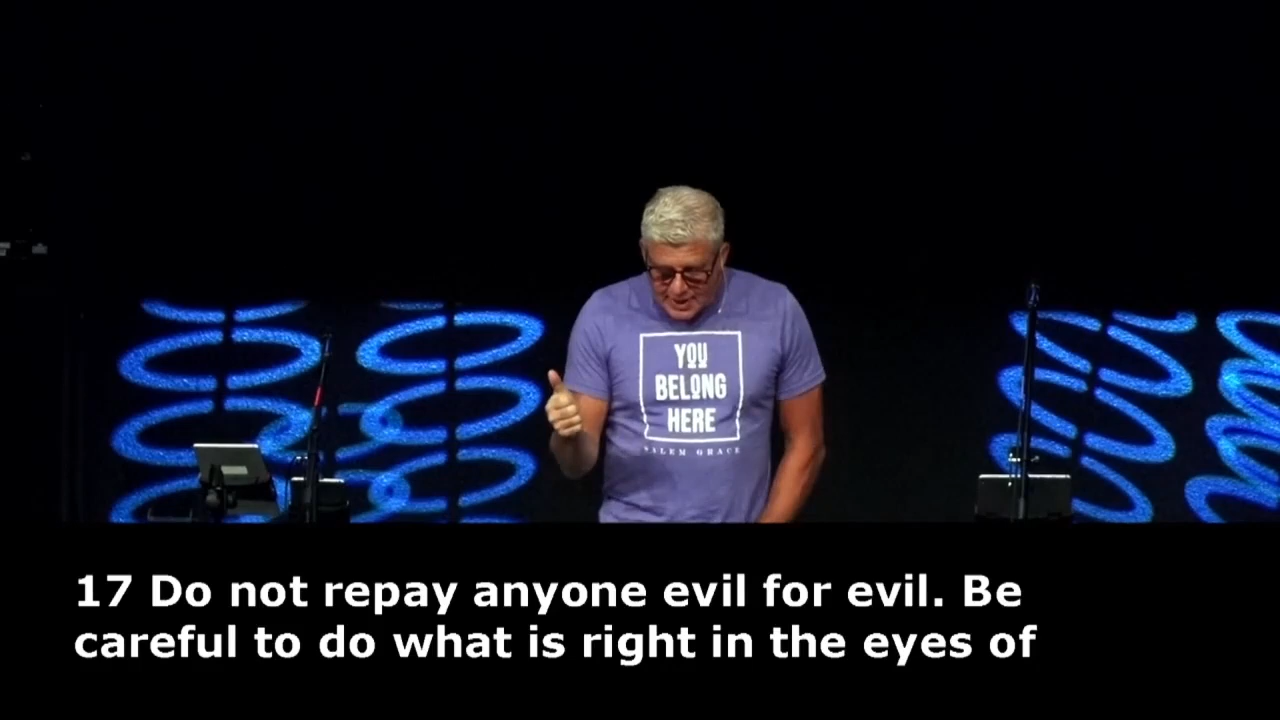 YOU
BELONG
HERE
SALEM GRACE
17 Do not repay anyone evil for evil. Be
careful to do what is right in the eyes of